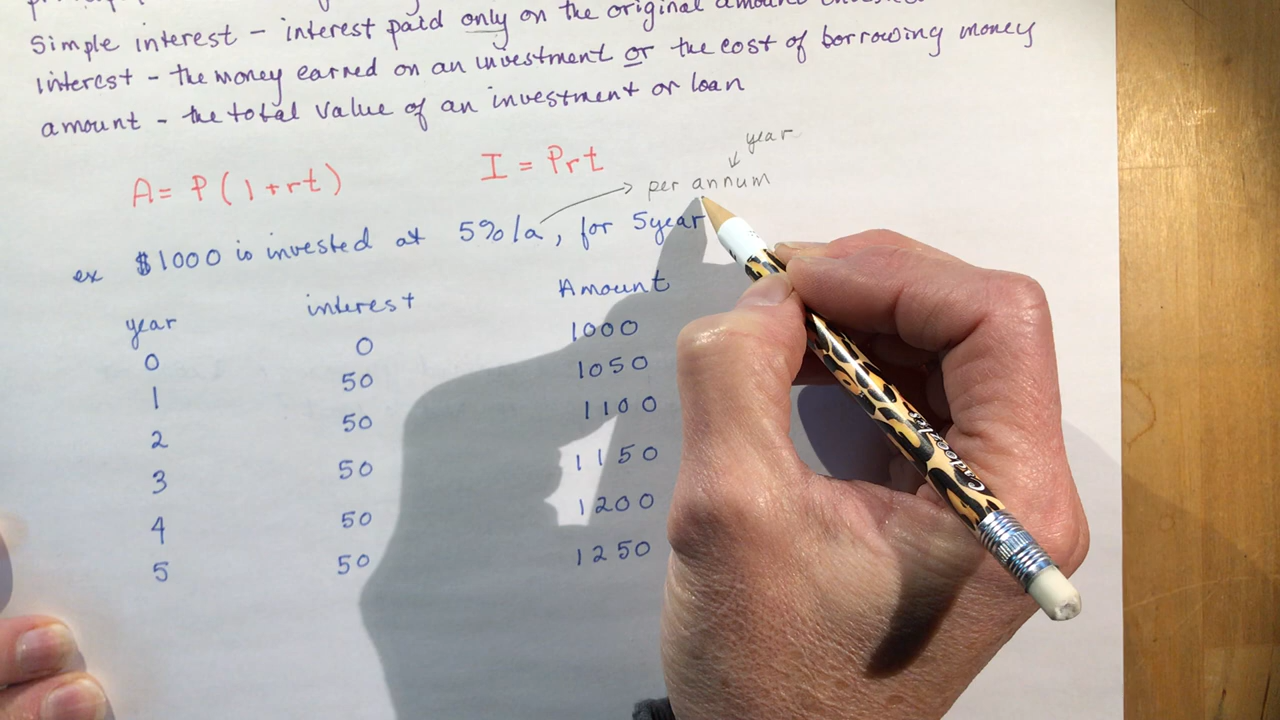 Simple interest - interest paid only on the original amount
interest - the money earned on an investment or the cost of borrowing money
amount - the total value of an investment or loan
year
A = P(1+rt) I = Prt
per annum
ex $1000 is invested at 5%/a, for 5year
year interest Amount
0 0 1000
1 50 1050
2 50 1100
3 50 1150
4 50 1200
5 50 1250